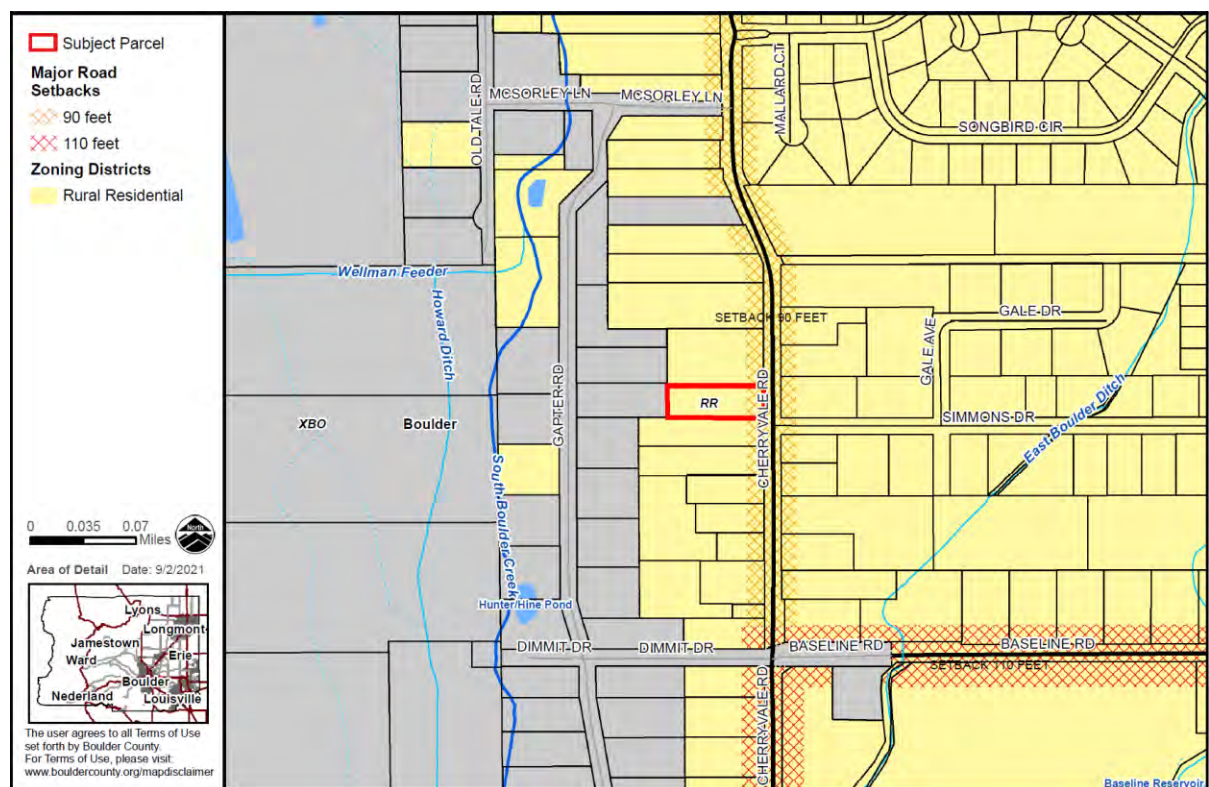 Subject Parcel
Major Road
Setbacks
90 feet
110 feet
Zoning Districts
Rural Residential
0 0.035 0.07
Miles
North
Area of Detail Date: 9/2/2021
Lyons
Longmont
Jamestown
Ward
Erie
Boulder
Nederland
Louisville
The user agrees to all Terms of Use
set forth by Boulder County.
For Terms of Use, please visit:
www.bouldercounty.org/mapdisclaimer
OLD TALE RD
MCSORLEY LN
MCSORLEY LN
MALLARD CT
SONGBIRD CIR
Wellman Feeder
Howard Ditch
SETBACK 90 FEET
GALE DR
GALE AVE
GAPTER RD
RR
CHERRYVALE RD
SIMMONS DR
East Boulder Ditch
XBO
Boulder
South Boulder Creek
Hunter/Hine Pond
DIMMIT DR
DIMMIT DR
BASELINE RD
BASELINE RD
SETBACK 110 FEET
CHERRYVALE RD
Baseline Reservoir